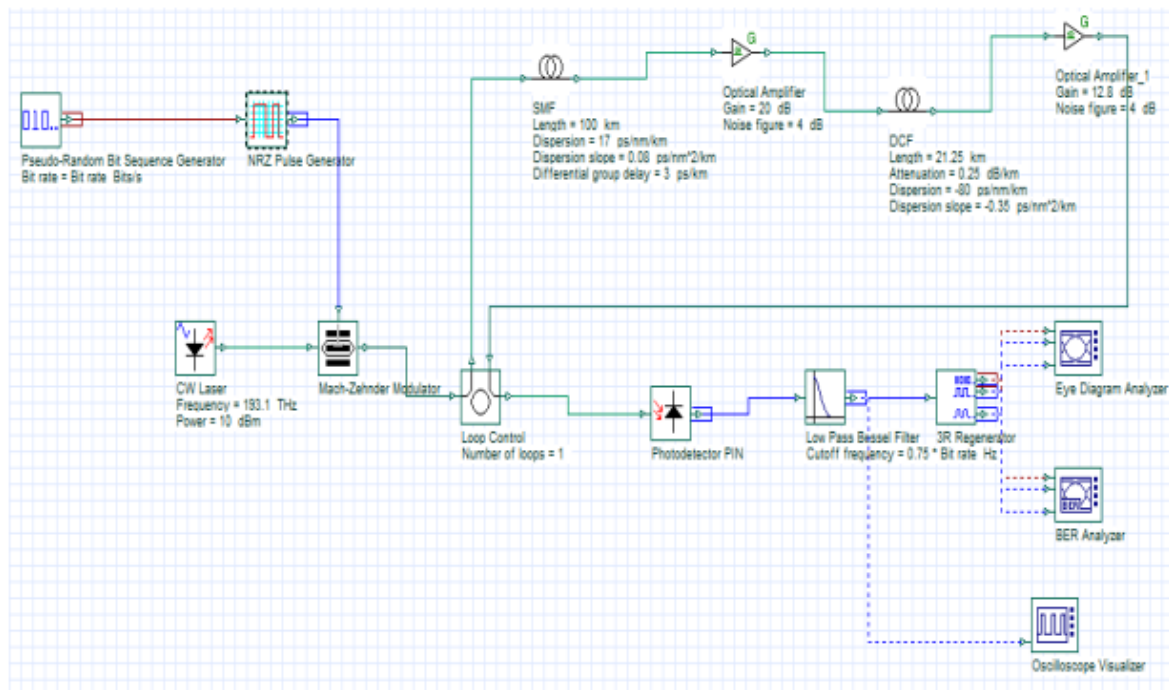 G
G
SMF
Length = 100 km
Dispersion = 17 ps/nm/km
Dispersion slope = 0.08 ps/nm^2/km
Differential group delay = 3 ps/km
Optical Amplifier
Gain = 20 dB
Noise figure = 4 dB
Optical Amplifier_1
Gain = 12.8 dB
Noise figure = 4 dB
DCF
Length = 21.25 km
Attenuation = 0.25 dB/km
Dispersion = -80 ps/nm/km
Dispersion slope = -0.35 ps/nm^2/km
010..
Pseudo-Random Bit Sequence Generator
Bit rate = Bit rate Bits/s
NRZ Pulse Generator
CW Laser
Frequency = 193.1 THz
Power = 10 dBm
Mach-Zehnder Modulator
Loop Control
Number of loops = 1
Photodetector PIN
Low Pass Bessel Filter
Cutoff frequency = 0.75 * Bit rate Hz
3R Regenerator
Eye Diagram Analyzer
BER
BER Analyzer
Oscilloscope Visualizer